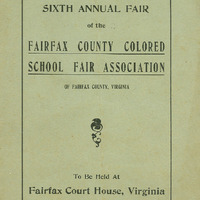 SIXTH ANNUAL FAIR
of the
FAIRFAX COUNTY COLORED
SCHOOL FAIR ASSOCIATION
OF FAIRFAX COUNTY, VIRGINIA
To Be Held At
Fairfax Court House, Virginia